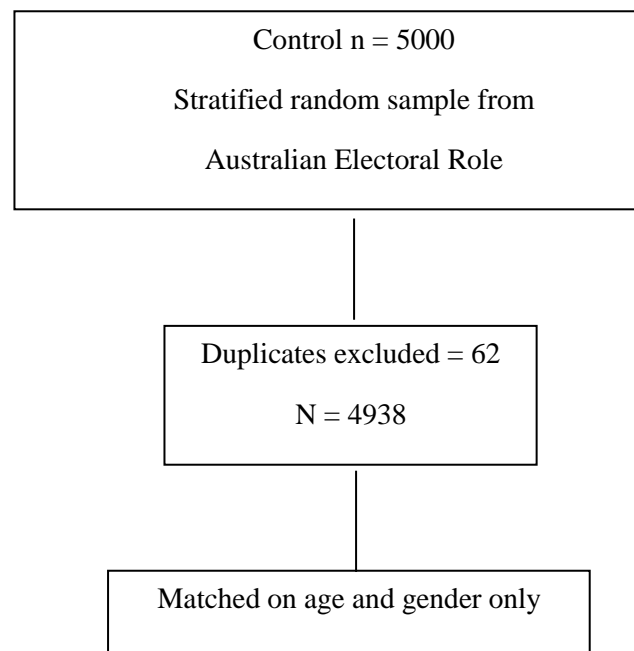 Control n = 5000
Stratified random sample from
Australian Electoral Role
Duplicates excluded = 62
N = 4938
Matched on age and gender only